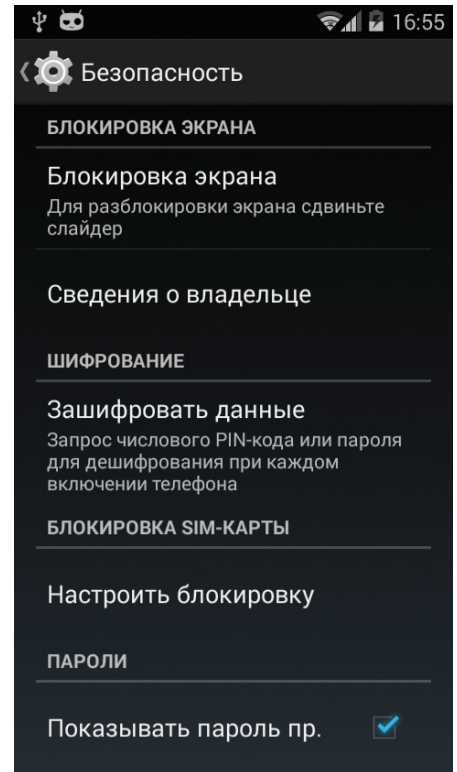 16:55
Безопасность
БЛОКИРОВКА ЭКРАНА
Блокировка экрана
Для разблокировки экрана сдвиньте
слайдер
Сведения о владельце
ШИФРОВАНИЕ
Зашифровать данные
Запрос числового PIN-кода или пароля
для дешифрования при каждом
включении телефона
БЛОКИРОВКА SIM-КАРТЫ
Настроить блокировку
ПАРОЛИ
Показывать пароль пр.